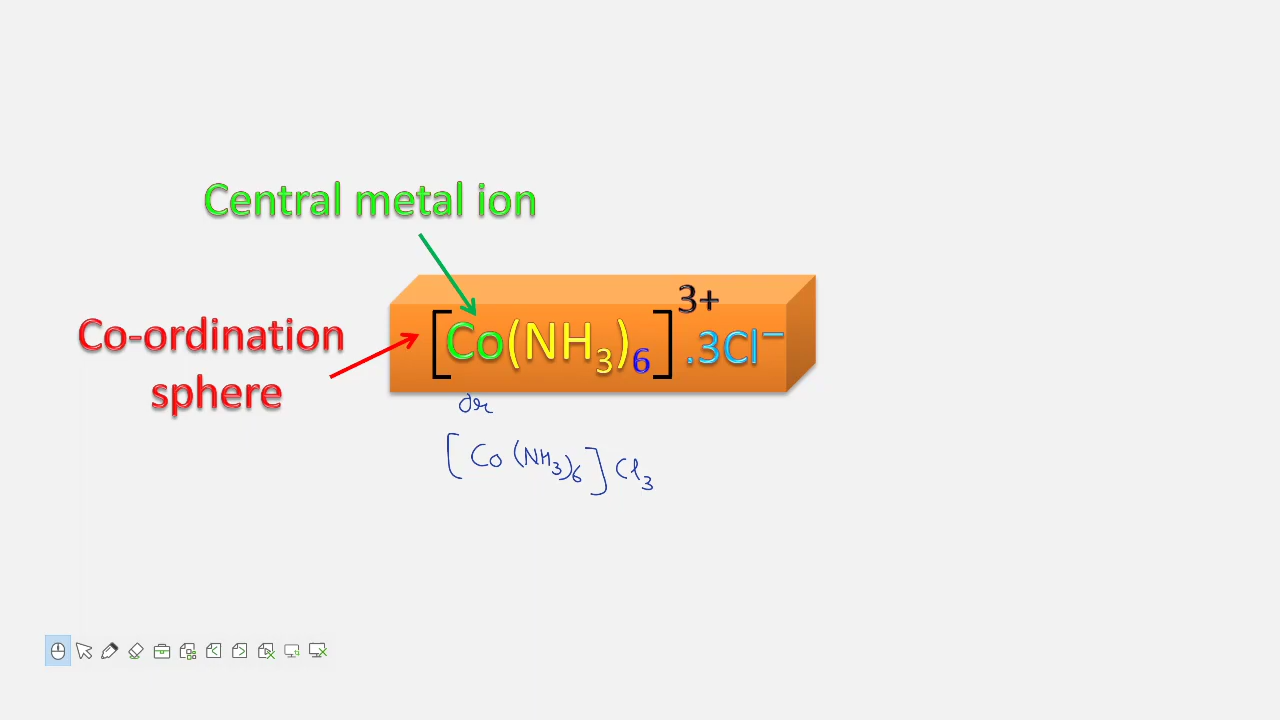 Central metal ion
Co-ordination
sphere
[Co(NH₃)₆]³⁺.3Cl⁻
or
[Co(NH₃)₆]Cl₃